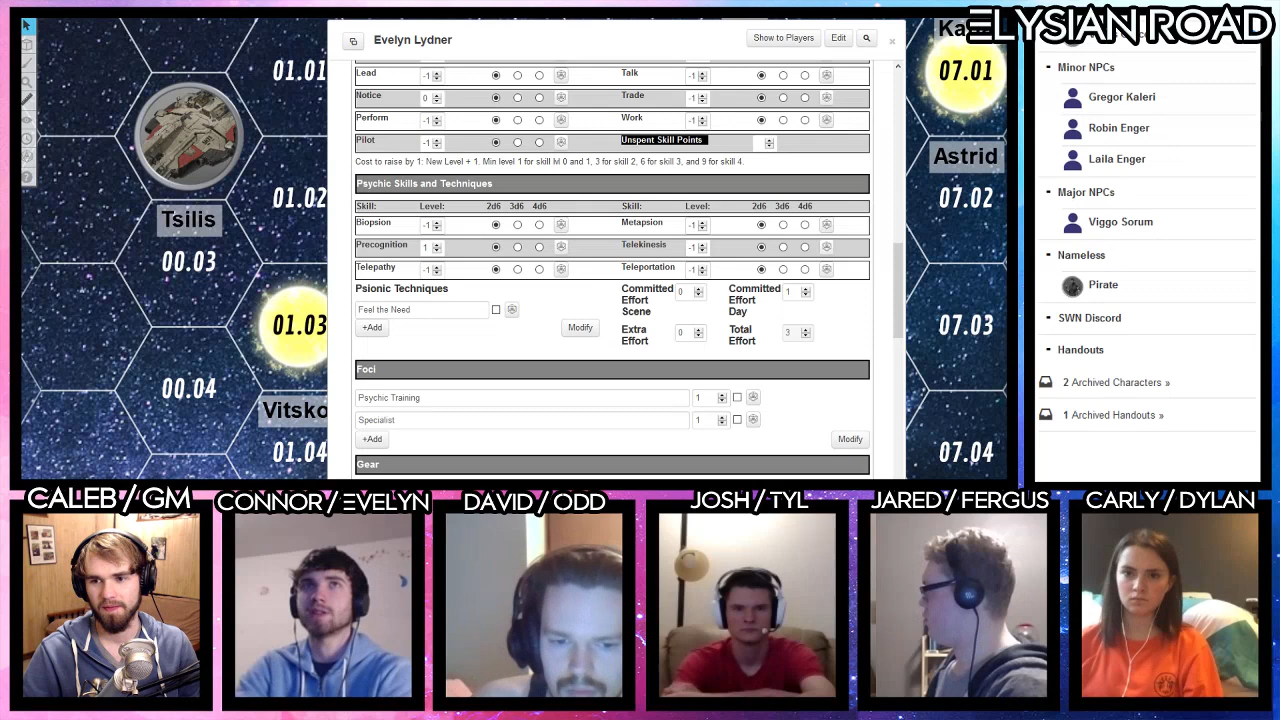 ELYSIAN ROAD
Evelyn Lydner
Show to Players
Edit
Lead -1
Talk -1
Notice 0
Trade -1
Perform -1
Work -1
Pilot -1
Unspent Skill Points
Cost to raise by 1: New Level + 1. Min level 1 for skill lvl 0 and 1, 3 for skill 2, 6 for skill 3, and 9 for skill 4.
Psychic Skills and Techniques
Skill: Level: 2d6 3d6 4d6 Skill: Level: 2d6 3d6 4d6
Biopsion -1
Metapsion -1
Precognition 1
Telekinesis -1
Telepathy -1
Teleportation -1
Psionic Techniques
Committed Effort Scene 0
Committed Effort Day 1
Feel the Need
+Add
Modify
Extra Effort 0
Total Effort 3
Foci
Psychic Training 1
Specialist 1
+Add
Modify
Gear
01.01
01.02
Tsilis
00.03
01.03
00.04
Vitsko
01.04
07.01
Astrid
07.02
07.03
07.04
Minor NPCs
Gregor Kaleri
Robin Enger
Laila Enger
Major NPCs
Viggo Sorum
Nameless
Pirate
SWN Discord
Handouts
2 Archived Characters »
1 Archived Handouts »
CALEB / GM
CONNOR / EVELYN
DAVID / ODD
JOSH / TYL
JARED / FERGUS
CARLY / DYLAN